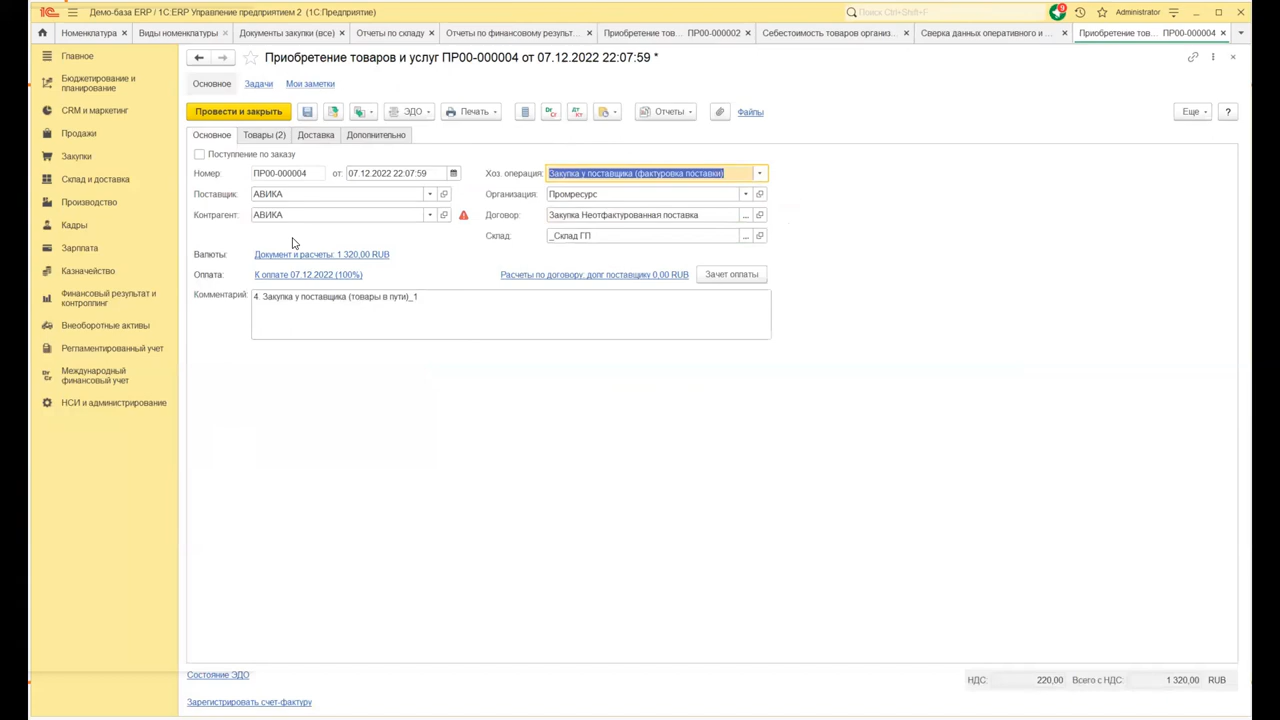 Демо-база ERP / 1С:ERP Управление предприятием 2 (1С:Предприятие)
Поиск Ctrl+Shift+F
Administrator
Номенклатура
Виды номенклатуры
Документы закупки (все)
Отчеты по складу
Отчеты по финансовому результ...
Приобретение тов... ПР00-000002
Себестоимость товаров организ...
Сверка данных оперативного и ...
Приобретение тов... ПР00-000004
Главное
Бюджетирование и
планирование
CRM и маркетинг
Продажи
Закупки
Склад и доставка
Производство
Кадры
Зарплата
Казначейство
Финансовый результат и
контроллинг
Внеоборотные активы
Регламентированный учет
Международный
финансовый учет
НСИ и администрирование
Приобретение товаров и услуг ПР00-000004 от 07.12.2022 22:07:59 *
Основное Задачи Мои заметки
Провести и закрыть
ЭДО
Печать
Отчеты
Файлы
Еще
?
Основное Товары (2) Доставка Дополнительно
Поступление по заказу
Номер ПР00-000004 от: 07.12.2022 22:07:59 Хоз. операция: Закупка у поставщика (фактуровка поставки)
Поставщик: АВИКА Организация: Промресурс
Контрагент: АВИКА Договор: Закупка Неотфактурованная поставка
Склад: _Склад ГП
Валюты: Документ и расчеты: 1 320,00 RUB
Оплата: К оплате 07.12.2022 (100%) Расчеты по договору: долг поставщику 0,00 RUB Зачет оплаты
Комментарий: 4. Закупка у поставщика (товары в пути)_1
Состояние ЭДО
НДС: 220,00 Всего с НДС: 1 320,00 RUB
Зарегистрировать счет-фактуру